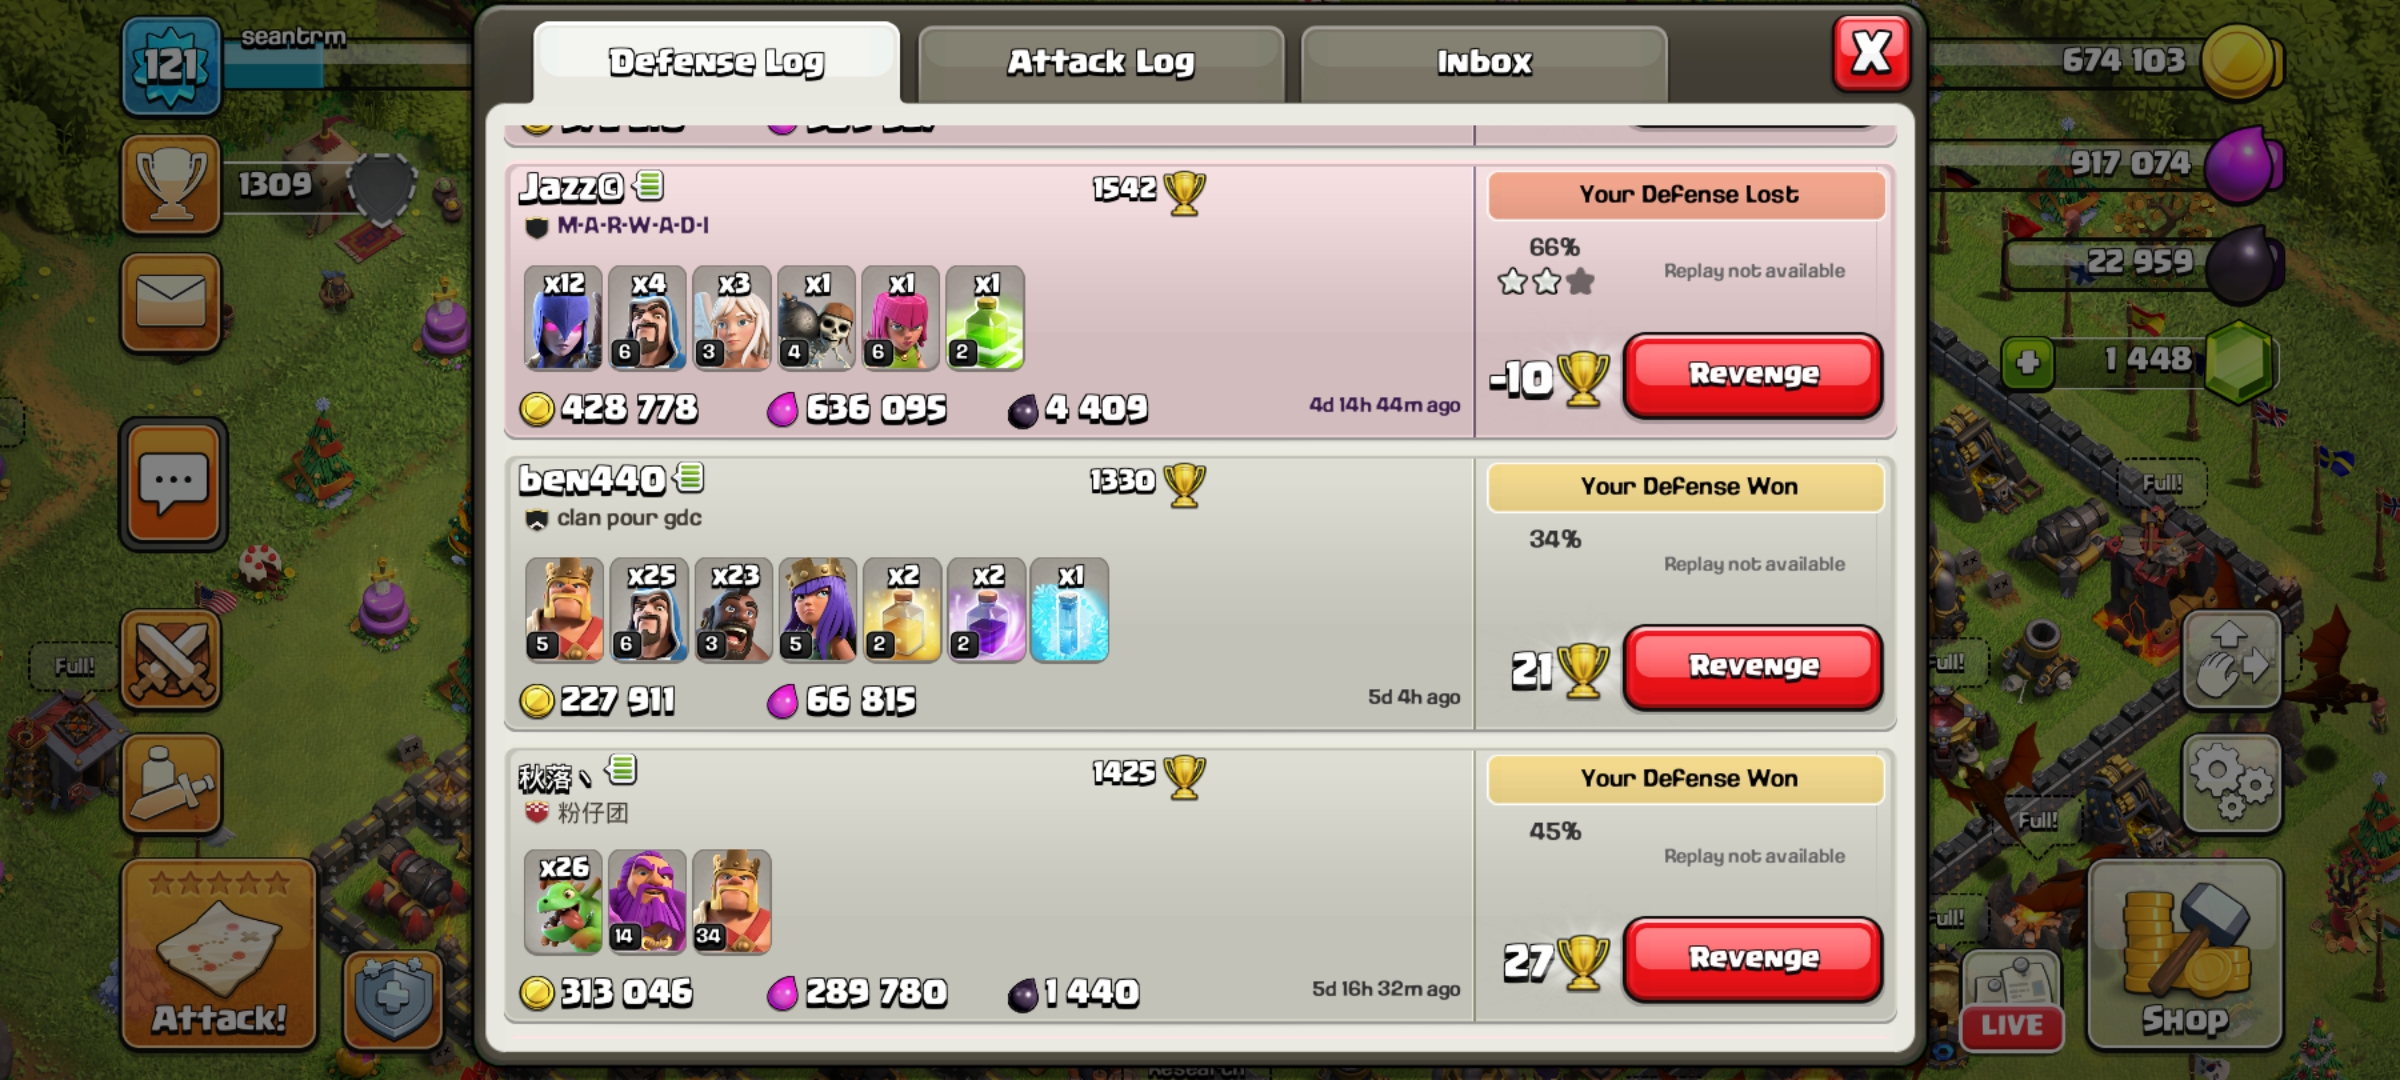 121
seantrm
1309
Full!
Attack!
Defense Log
Attack Log
Inbox
X
Jazz©
M-A-R-W-A-D-I
1542
x12
x4
x3
x1
x1
x1
6
3
4
6
2
428 778
636 095
4 409
4d 14h 44m ago
Your Defense Lost
66%
Replay not available
-10
Revenge
ben440
clan pour gdc
1330
x25
x23
x2
x2
x1
5
6
3
5
2
2
227 911
66 815
5d 4h ago
Your Defense Won
34%
Replay not available
21
Revenge
秋落丶
粉仔团
1425
x26
14
34
313 046
289 780
1 440
5d 16h 32m ago
Your Defense Won
45%
Replay not available
27
Revenge
674 103
917 074
22 959
1 448
Full!
Full!
Full!
LIVE
Shop
Research